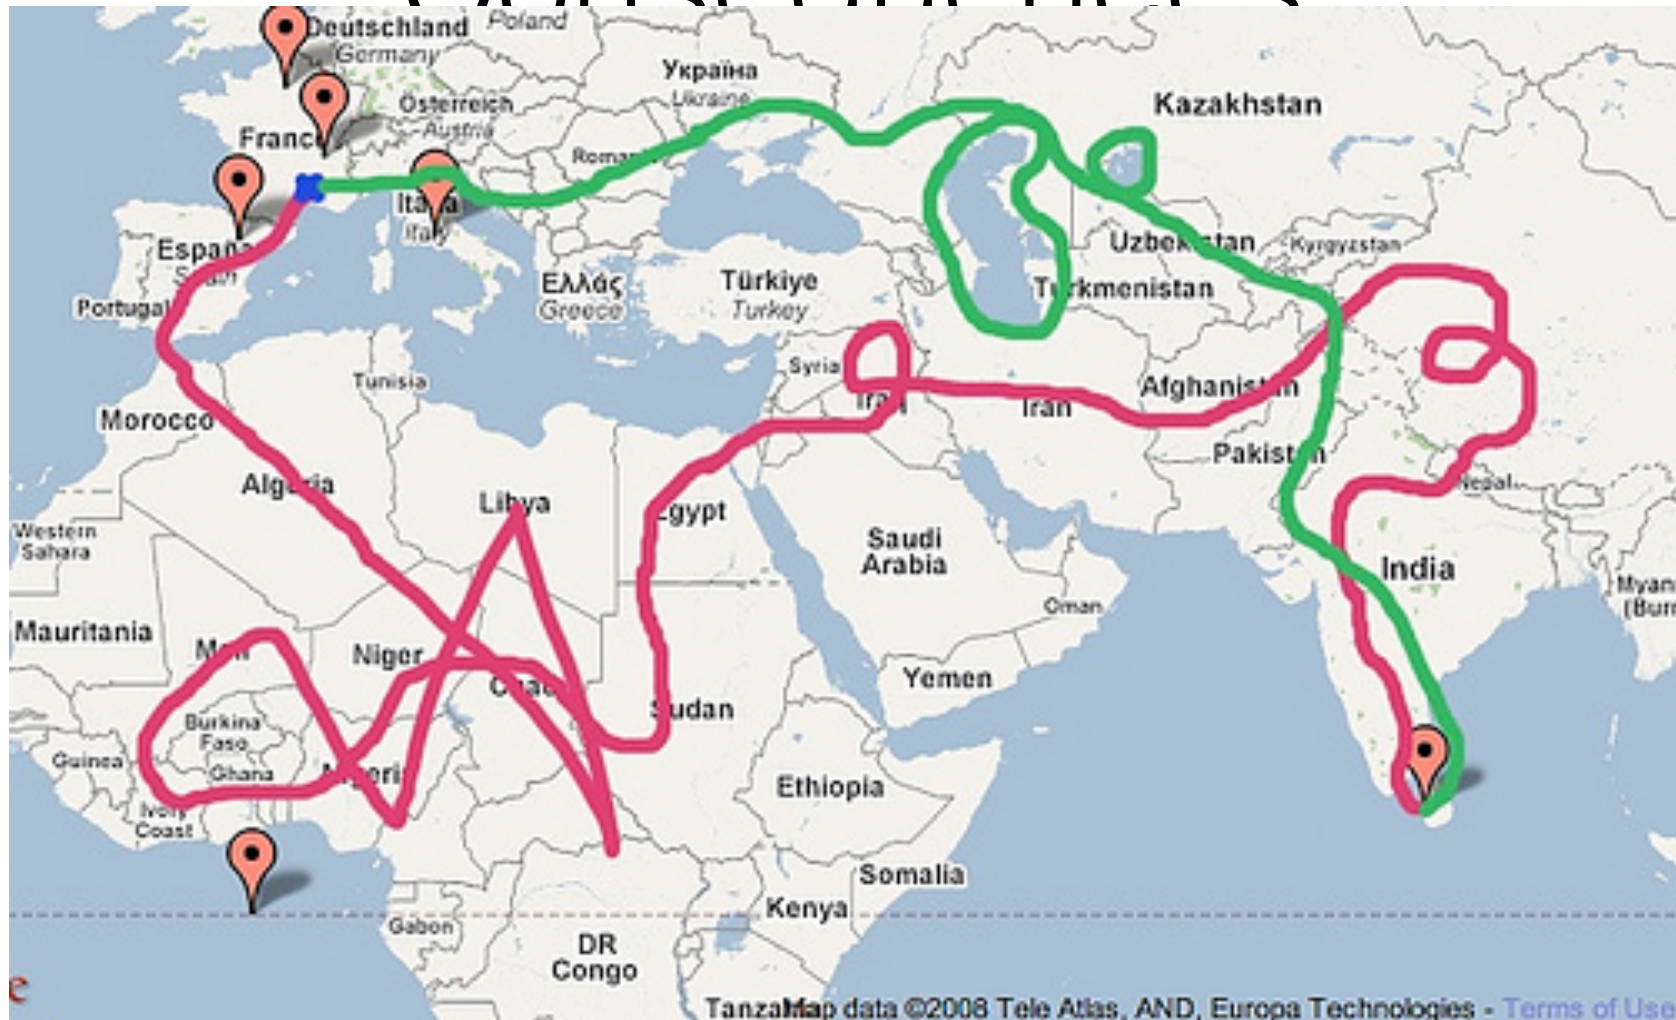 Deutschland
Germany
Poland
Україна
Ukraine
Österreich
Austria
France
Kazakhstan
Romania
Italia
Italy
España
Spain
Portugal
Ελλάς
Greece
Türkiye
Turkey
Uzbekistan
Kyrgyzstan
Turkmenistan
Syria
Tunisia
Iraq
Iran
Afghanistan
Morocco
Pakistan
Algeria
Libya
Egypt
Nepal
Western
Sahara
Saudi
Arabia
India
Oman
Mauritania
Mali
Niger
Chad
Sudan
Yemen
Burkina
Faso
Guinea
Ghana
Nigeria
Ivory
Coast
Ethiopia
Somalia
Kenya
Gabon
DR
Congo
Map data ©2008 Tele Atlas, AND, Europa Technologies - Terms of Use